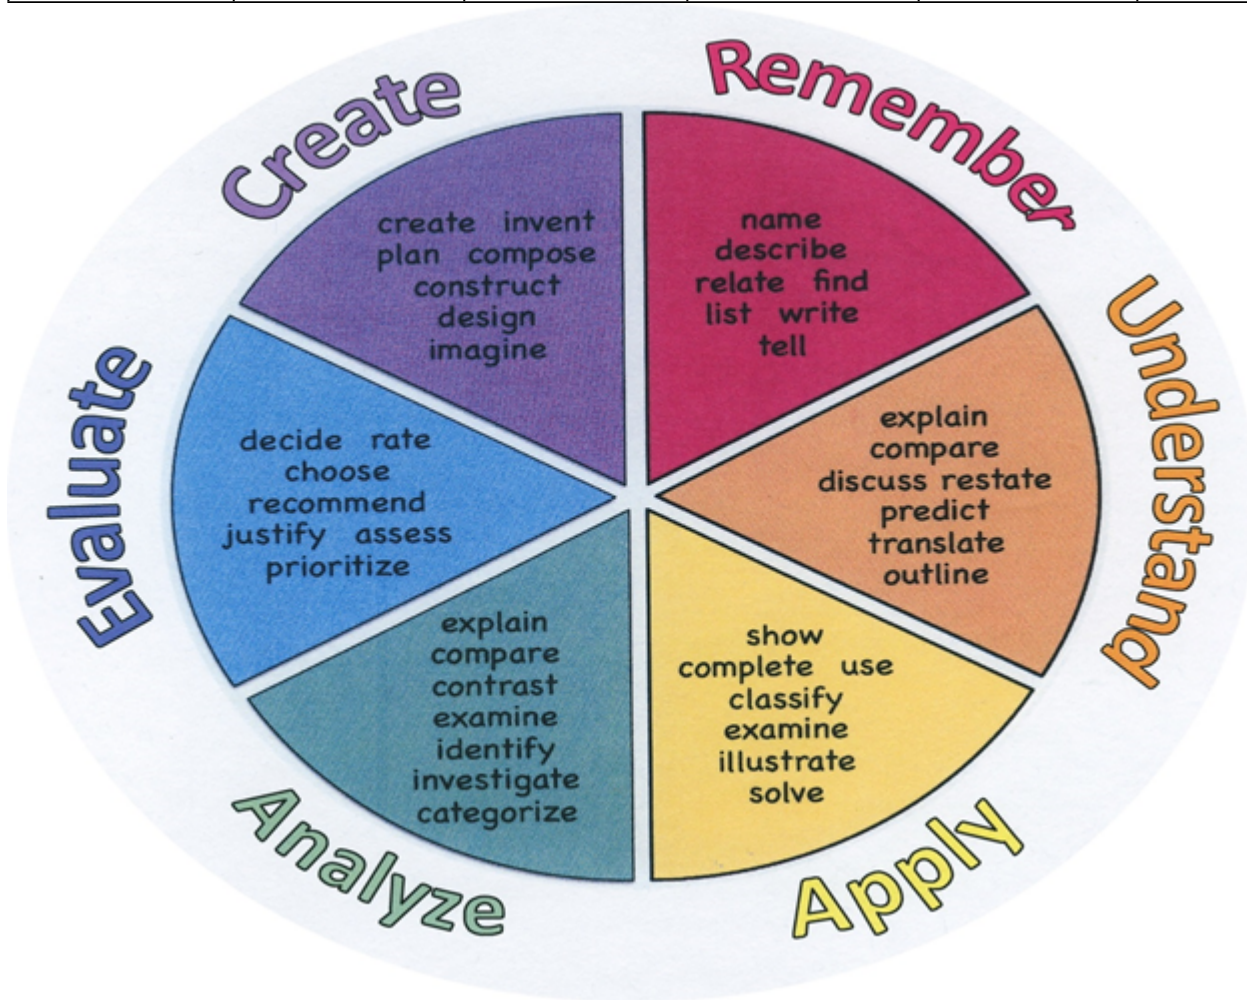 Create
create invent
plan compose
construct
design
imagine
Remember
name
describe
relate find
list write
tell
Understand
explain
compare
discuss restate
predict
translate
outline
Apply
show
complete use
classify
examine
illustrate
solve
Analyze
explain
compare
contrast
examine
identify
investigate
categorize
Evaluate
decide rate
choose
recommend
justify assess
prioritize